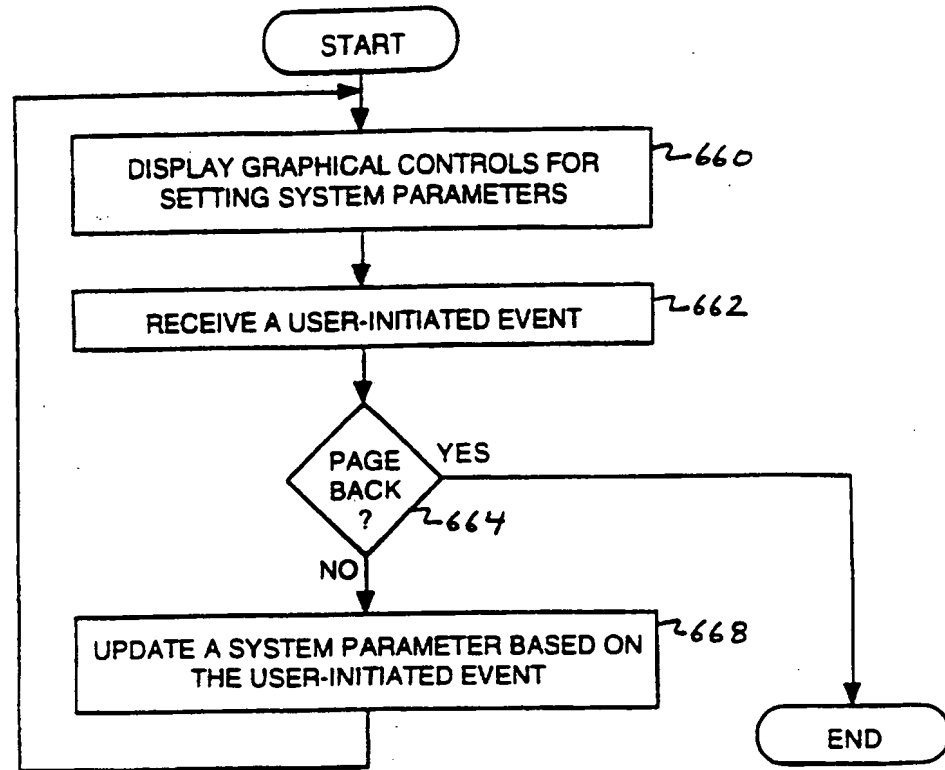 START
DISPLAY GRAPHICAL CONTROLS FOR
SETTING SYSTEM PARAMETERS
660
RECEIVE A USER-INITIATED EVENT
662
PAGE
BACK
?
YES
664
NO
UPDATE A SYSTEM PARAMETER BASED ON
THE USER-INITIATED EVENT
668
END